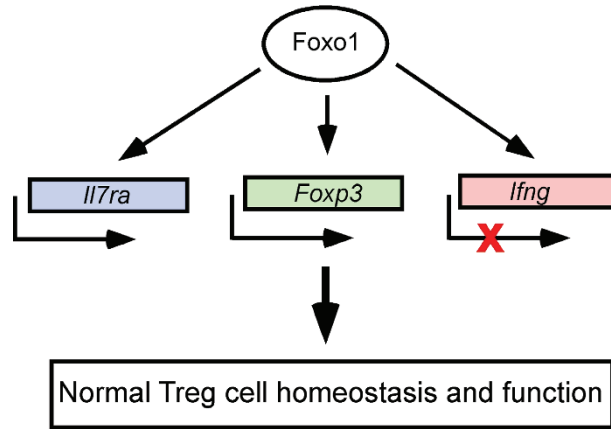 Foxo1
Il7ra
Foxp3
Ifng
X
Normal Treg cell homeostasis and function